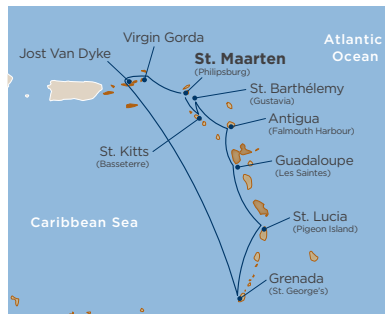 Virgin Gorda
Jost Van Dyke
Atlantic
Ocean
St. Maarten
(Philipsburg)
St. Barthélemy
(Gustavia)
Antigua
(Falmouth Harbour)
St. Kitts
(Basseterre)
Guadaloupe
(Les Saintes)
Caribbean Sea
St. Lucia
(Pigeon Island)
Grenada
(St. George's)